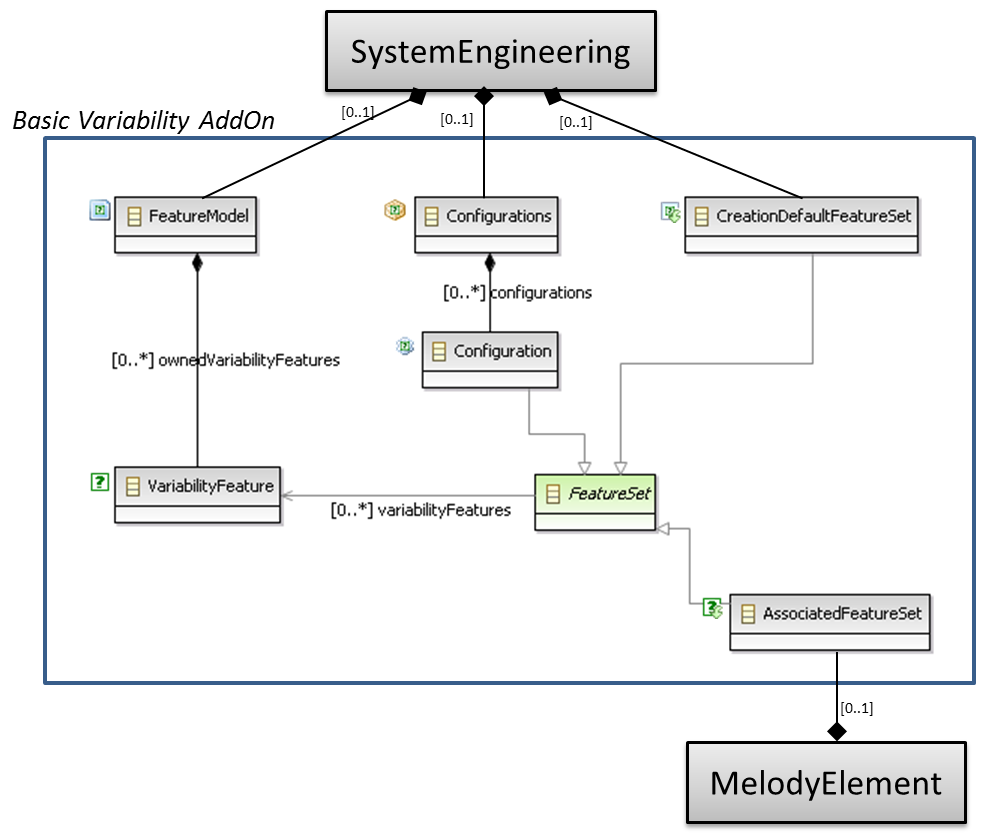 SystemEngineering
[0..1]
[0..1]
[0..1]
Basic Variability AddOn
FeatureModel
Configurations
CreationDefaultFeatureSet
[0..*] configurations
Configuration
[0..*] ownedVariabilityFeatures
VariabilityFeature
FeatureSet
[0..*] variabilityFeatures
AssociatedFeatureSet
[0..1]
MelodyElement